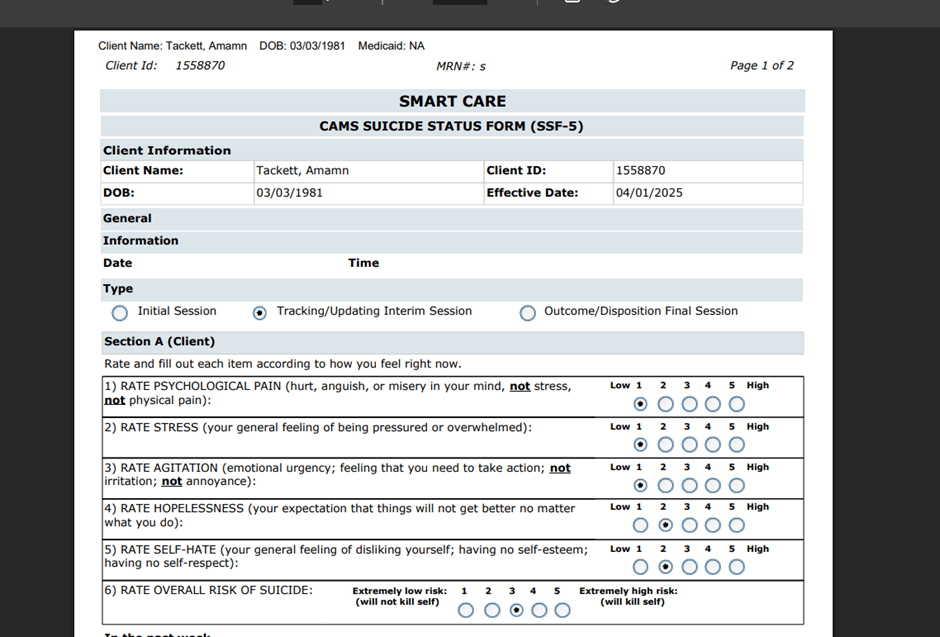 Client Name: Tackett, Amamn DOB: 03/03/1981 Medicaid: NA
Client Id: 1558870 MRN#: s Page 1 of 2
SMART CARE
CAMS SUICIDE STATUS FORM (SSF-5)
Client Information
Client Name: Tackett, Amamn Client ID: 1558870
DOB: 03/03/1981 Effective Date: 04/01/2025
General
Information
Date Time
Type
Initial Session Tracking/Updating Interim Session Outcome/Disposition Final Session
Section A (Client)
Rate and fill out each item according to how you feel right now.
1) RATE PSYCHOLOGICAL PAIN (hurt, anguish, or misery in your mind, not stress, Low 1 2 3 4 5 High
not physical pain):
2) RATE STRESS (your general feeling of being pressured or overwhelmed): Low 1 2 3 4 5 High
3) RATE AGITATION (emotional urgency; feeling that you need to take action; not Low 1 2 3 4 5 High
irritation; not annoyance):
4) RATE HOPELESSNESS (your expectation that things will not get better no matter Low 1 2 3 4 5 High
what you do):
5) RATE SELF-HATE (your general feeling of disliking yourself; having no self-esteem; Low 1 2 3 4 5 High
having no self-respect):
6) RATE OVERALL RISK OF SUICIDE: Extremely low risk: 1 2 3 4 5 Extremely high risk:
(will not kill self) (will kill self)
In the past week